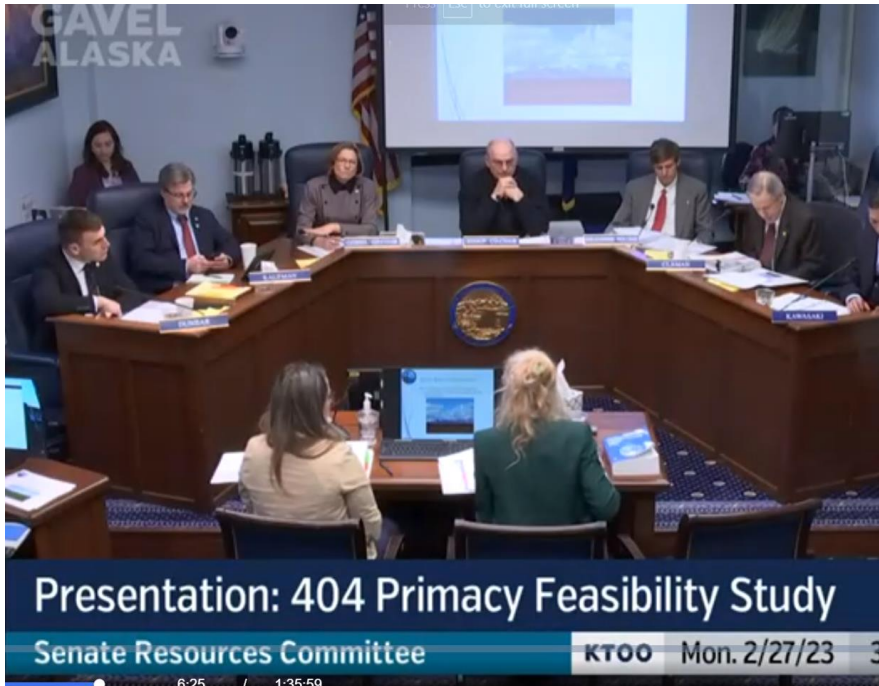 GAVEL
ALASKA
Press Esc to exit full screen
DUNBAR
KAUFMAN
CLAMAN
KAWASAKI
Presentation: 404 Primacy Feasibility Study
Senate Resources Committee
KTOO
Mon. 2/27/23
3
6:25 / 1:35:59